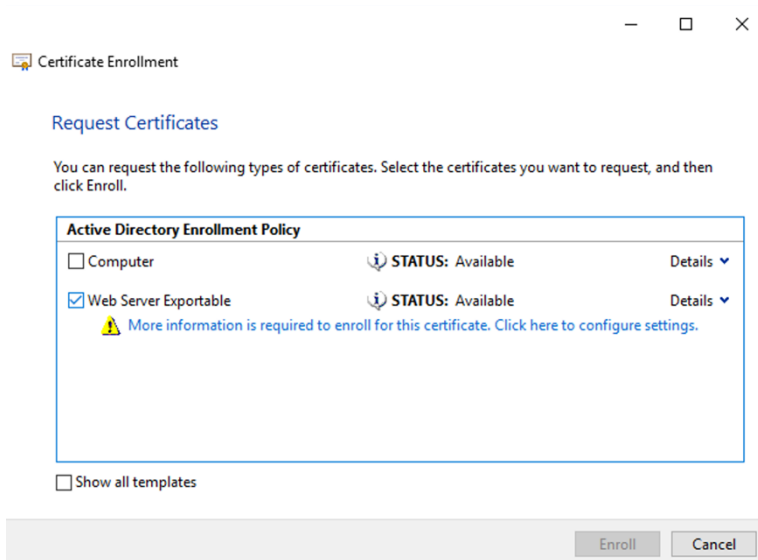 Certificate Enrollment
Request Certificates
You can request the following types of certificates. Select the certificates you want to request, and then
click Enroll.
Active Directory Enrollment Policy
Computer STATUS: Available Details
Web Server Exportable STATUS: Available Details
More information is required to enroll for this certificate. Click here to configure settings.
Show all templates
Enroll Cancel